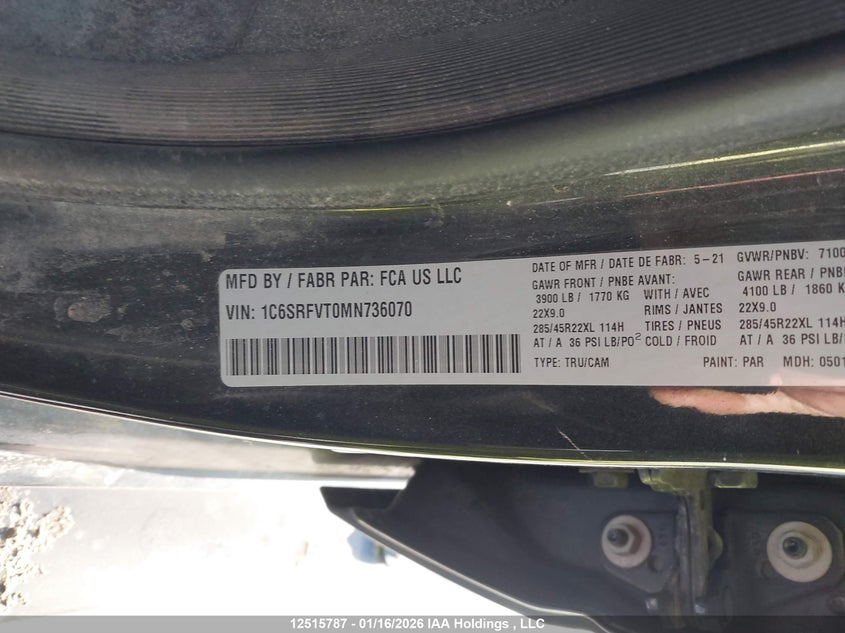 MFD BY / FABR PAR: FCA US LLC
VIN: 1C6SRFVT0MN736070
DATE OF MFR / DATE DE FABR: 5-21 GVWR/PNBV: 7100
GAWR FRONT / PNBE AVANT: GAWR REAR / PNBE
3900 LB / 1770 KG WITH / AVEC 4100 LB / 1860
22X9.0 RIMS / JANTES 22X9.0
285/45R22XL 114H TIRES / PNEUS 285/45R22XL 114H
AT / A 36 PSI LB/PO² COLD / FROID AT / A 36 PSI LB/
TYPE: TRU/CAM PAINT: PAR MDH: 0501
12515787 - 01/16/2026 IAA Holdings , LLC